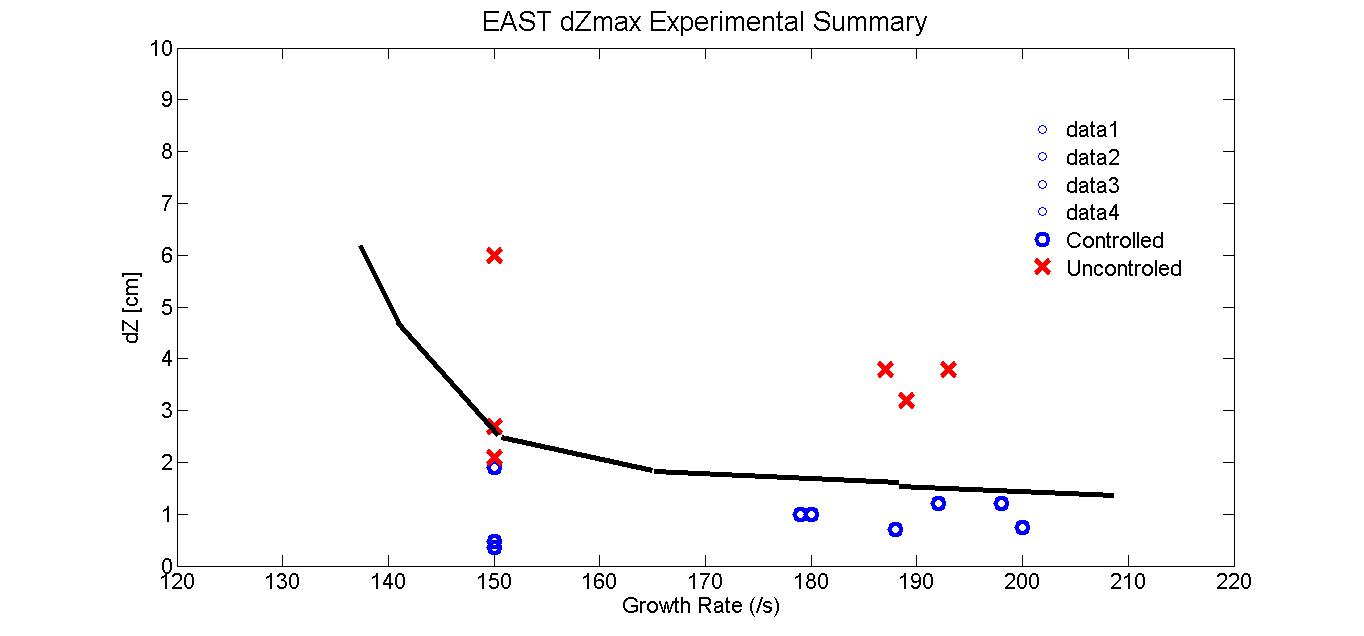 EAST dZmax Experimental Summary
10
9
8
7
6
5
4
3
2
1
0
dZ [cm]
data1
data2
data3
data4
Controlled
Uncontroled
120 130 140 150 160 170 180 190 200 210 220
Growth Rate (/s)